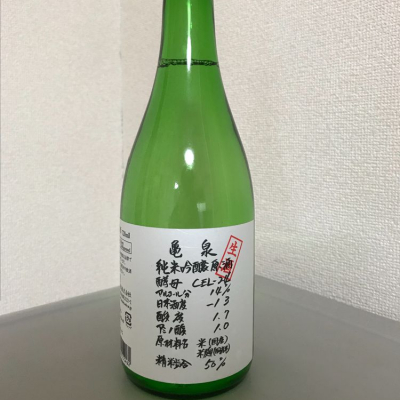 亀泉
生
純米吟醸原酒
酵母 CEL-24
アルコール分 14%
日本酒度 -13
酸度 1.7
アミノ酸 1.0
原材料名 米(国産)
米麹(国産米)
精米歩合 50%